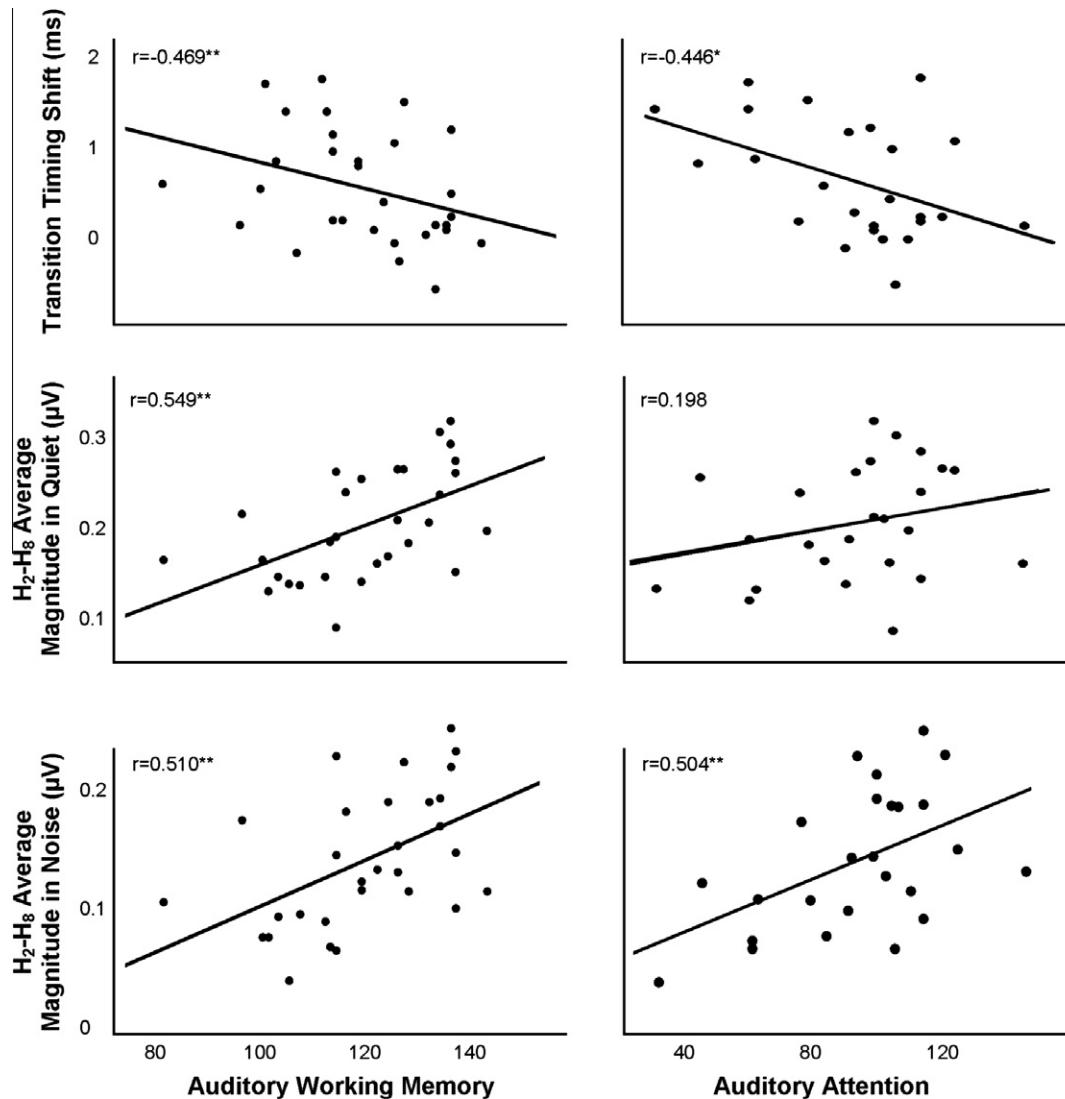 Transition Timing Shift (ms)
2
1
0
r=-0.469**
r=-0.446*
H₂-H₈ Average
Magnitude in Quiet (µV)
0.3
0.2
0.1
r=0.549**
r=0.198
H₂-H₈ Average
Magnitude in Noise (µV)
0.2
0.1
0
r=0.510**
r=0.504**
80 100 120 140
40 80 120
Auditory Working Memory
Auditory Attention